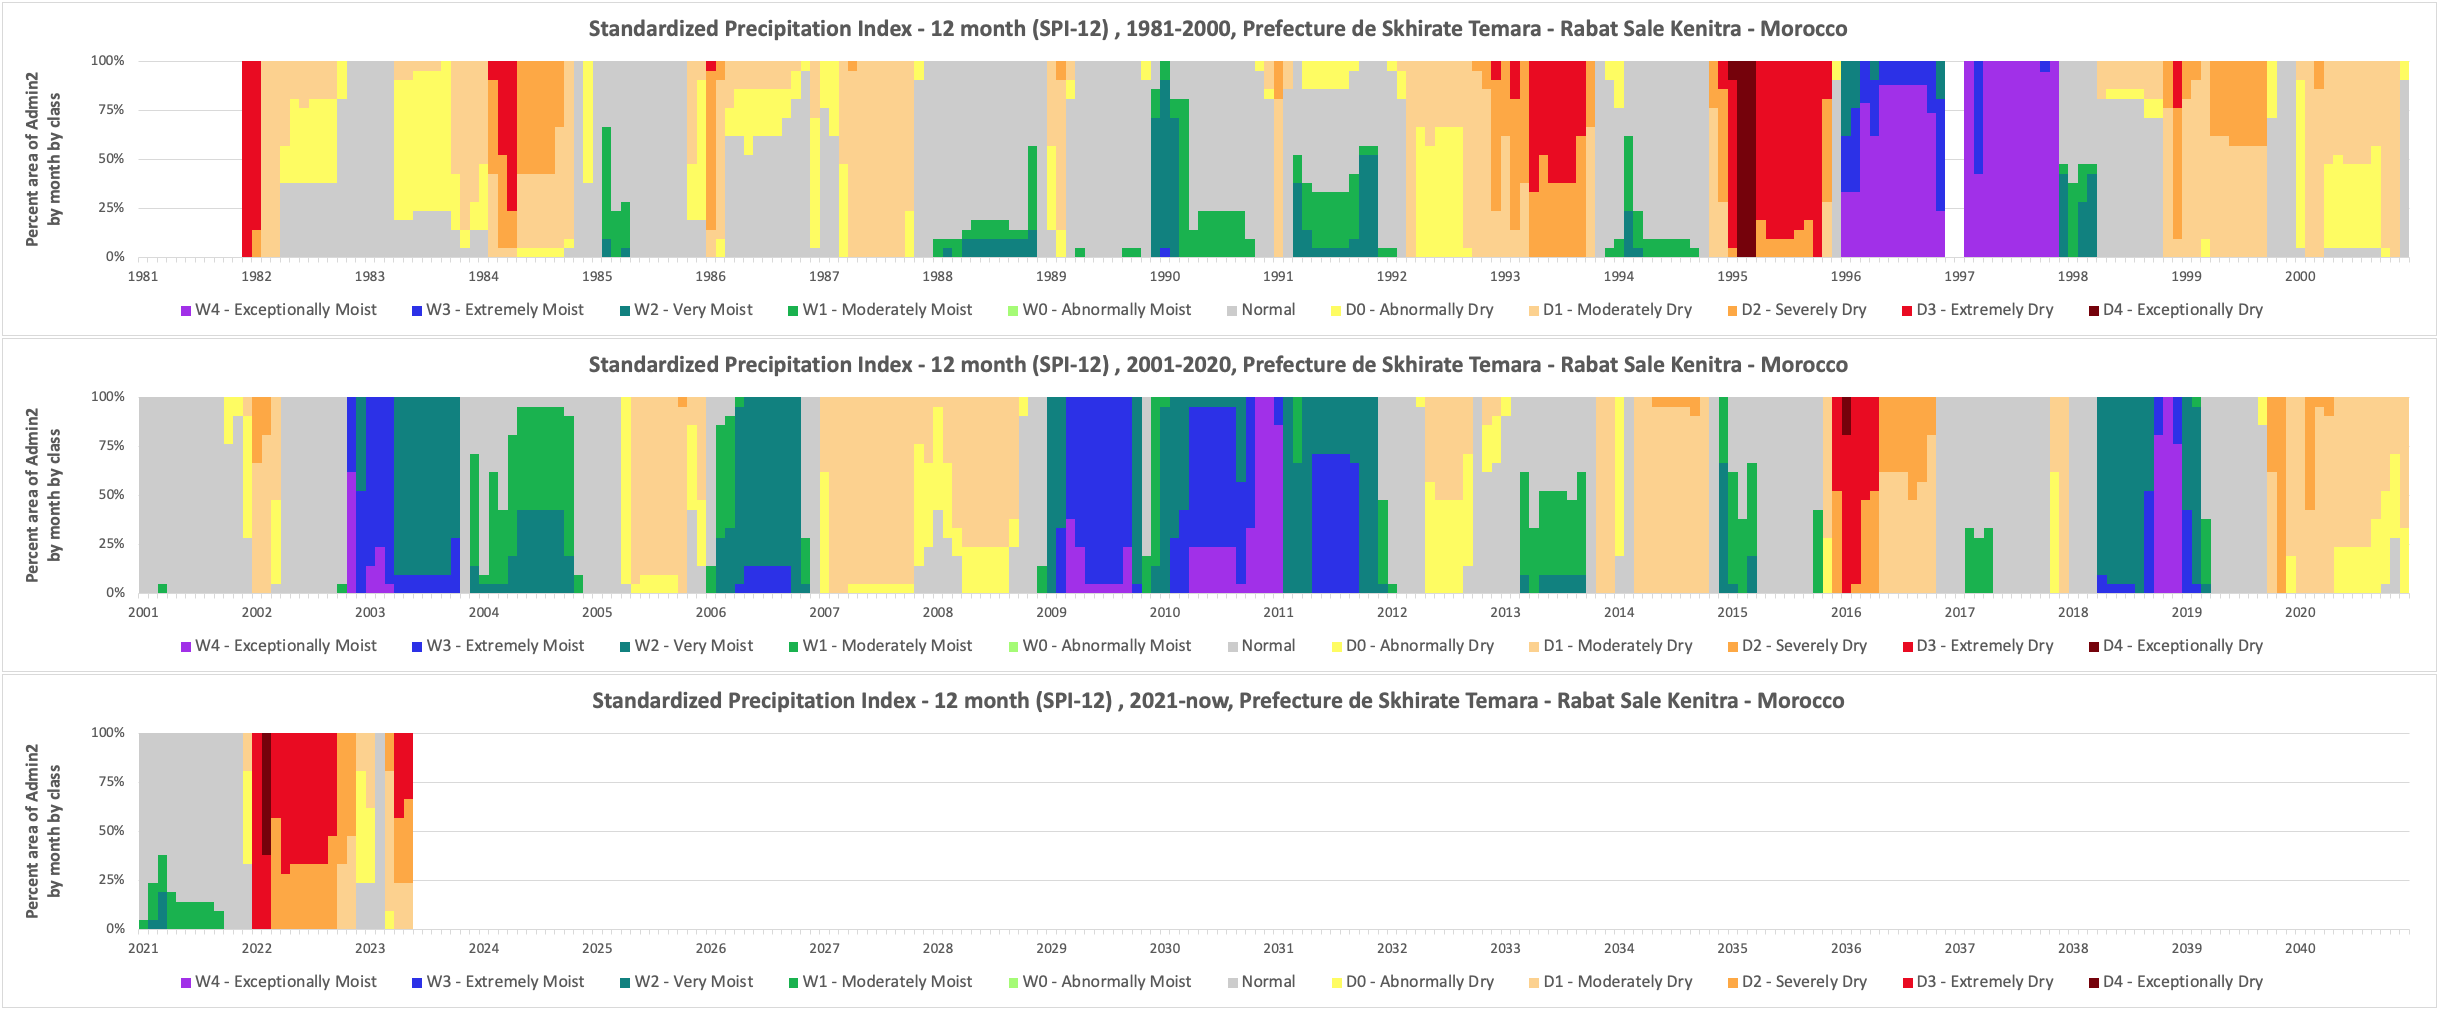 Standardized Precipitation Index - 12 month (SPI-12) , 1981-2000, Prefecture de Skhirate Temara - Rabat Sale Kenitra - Morocco
Percent area of Admin2
by month by class
100%
75%
50%
25%
0%
1981 1982 1983 1984 1985 1986 1987 1988 1989 1990 1991 1992 1993 1994 1995 1996 1997 1998 1999 2000
W4 - Exceptionally Moist W3 - Extremely Moist W2 - Very Moist W1 - Moderately Moist W0 - Abnormally Moist Normal D0 - Abnormally Dry D1 - Moderately Dry D2 - Severely Dry D3 - Extremely Dry D4 - Exceptionally Dry
Standardized Precipitation Index - 12 month (SPI-12) , 2001-2020, Prefecture de Skhirate Temara - Rabat Sale Kenitra - Morocco
Percent area of Admin2
by month by class
100%
75%
50%
25%
0%
2001 2002 2003 2004 2005 2006 2007 2008 2009 2010 2011 2012 2013 2014 2015 2016 2017 2018 2019 2020
W4 - Exceptionally Moist W3 - Extremely Moist W2 - Very Moist W1 - Moderately Moist W0 - Abnormally Moist Normal D0 - Abnormally Dry D1 - Moderately Dry D2 - Severely Dry D3 - Extremely Dry D4 - Exceptionally Dry
Standardized Precipitation Index - 12 month (SPI-12) , 2021-now, Prefecture de Skhirate Temara - Rabat Sale Kenitra - Morocco
Percent area of Admin2
by month by class
100%
75%
50%
25%
0%
2021 2022 2023 2024 2025 2026 2027 2028 2029 2030 2031 2032 2033 2034 2035 2036 2037 2038 2039 2040
W4 - Exceptionally Moist W3 - Extremely Moist W2 - Very Moist W1 - Moderately Moist W0 - Abnormally Moist Normal D0 - Abnormally Dry D1 - Moderately Dry D2 - Severely Dry D3 - Extremely Dry D4 - Exceptionally Dry